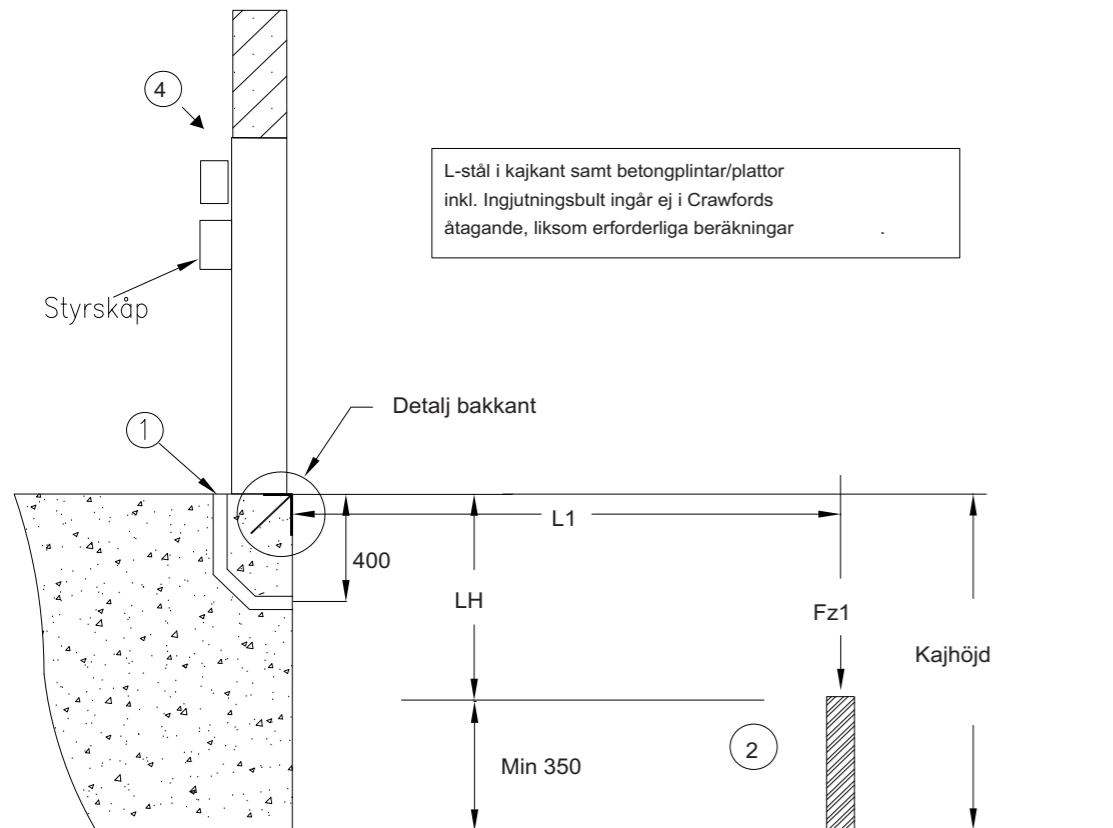 4
L-stål i kajkant samt betongplintar/plattor
inkl. Ingjutningsbult ingår ej i Crawfords
åtagande, liksom erforderliga beräkningar .
Styrskåp
Detalj bakkant
1
L1
400
LH
Fz1
Kajhöjd
2
Min 350